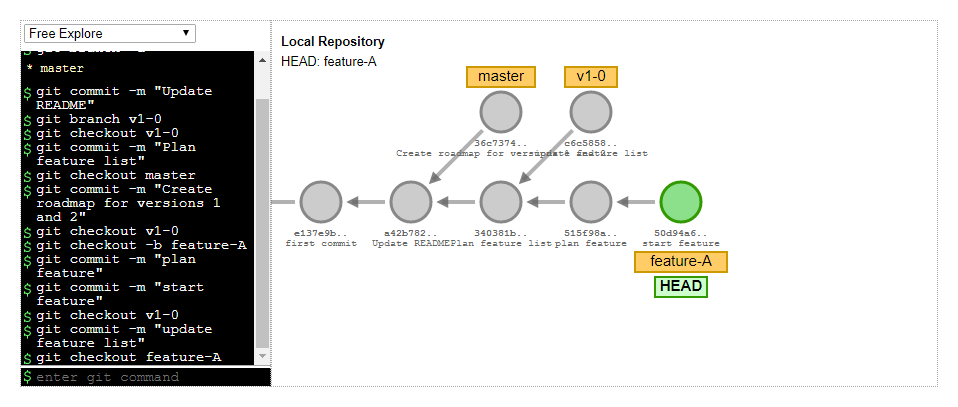 Free Explore
* master
$ git commit -m "Update
README"
$ git branch v1-0
$ git checkout v1-0
$ git commit -m "Plan
feature list"
$ git checkout master
$ git commit -m "Create
roadmap for versions 1
and 2"
$ git checkout v1-0
$ git checkout -b feature-A
$ git commit -m "plan
feature"
$ git commit -m "start
feature"
$ git checkout v1-0
$ git commit -m "update
feature list"
$ git checkout feature-A
$ enter git command
Local Repository
HEAD: feature-A
master
v1-0
36c7374..
c6c5858..
Create roadmap for versions 1 and 2
update feature list
e137e9b..
a42b782..
340381b..
515f98a..
50d94a6..
first commit
Update README
Plan feature list
plan feature
start feature
feature-A
HEAD